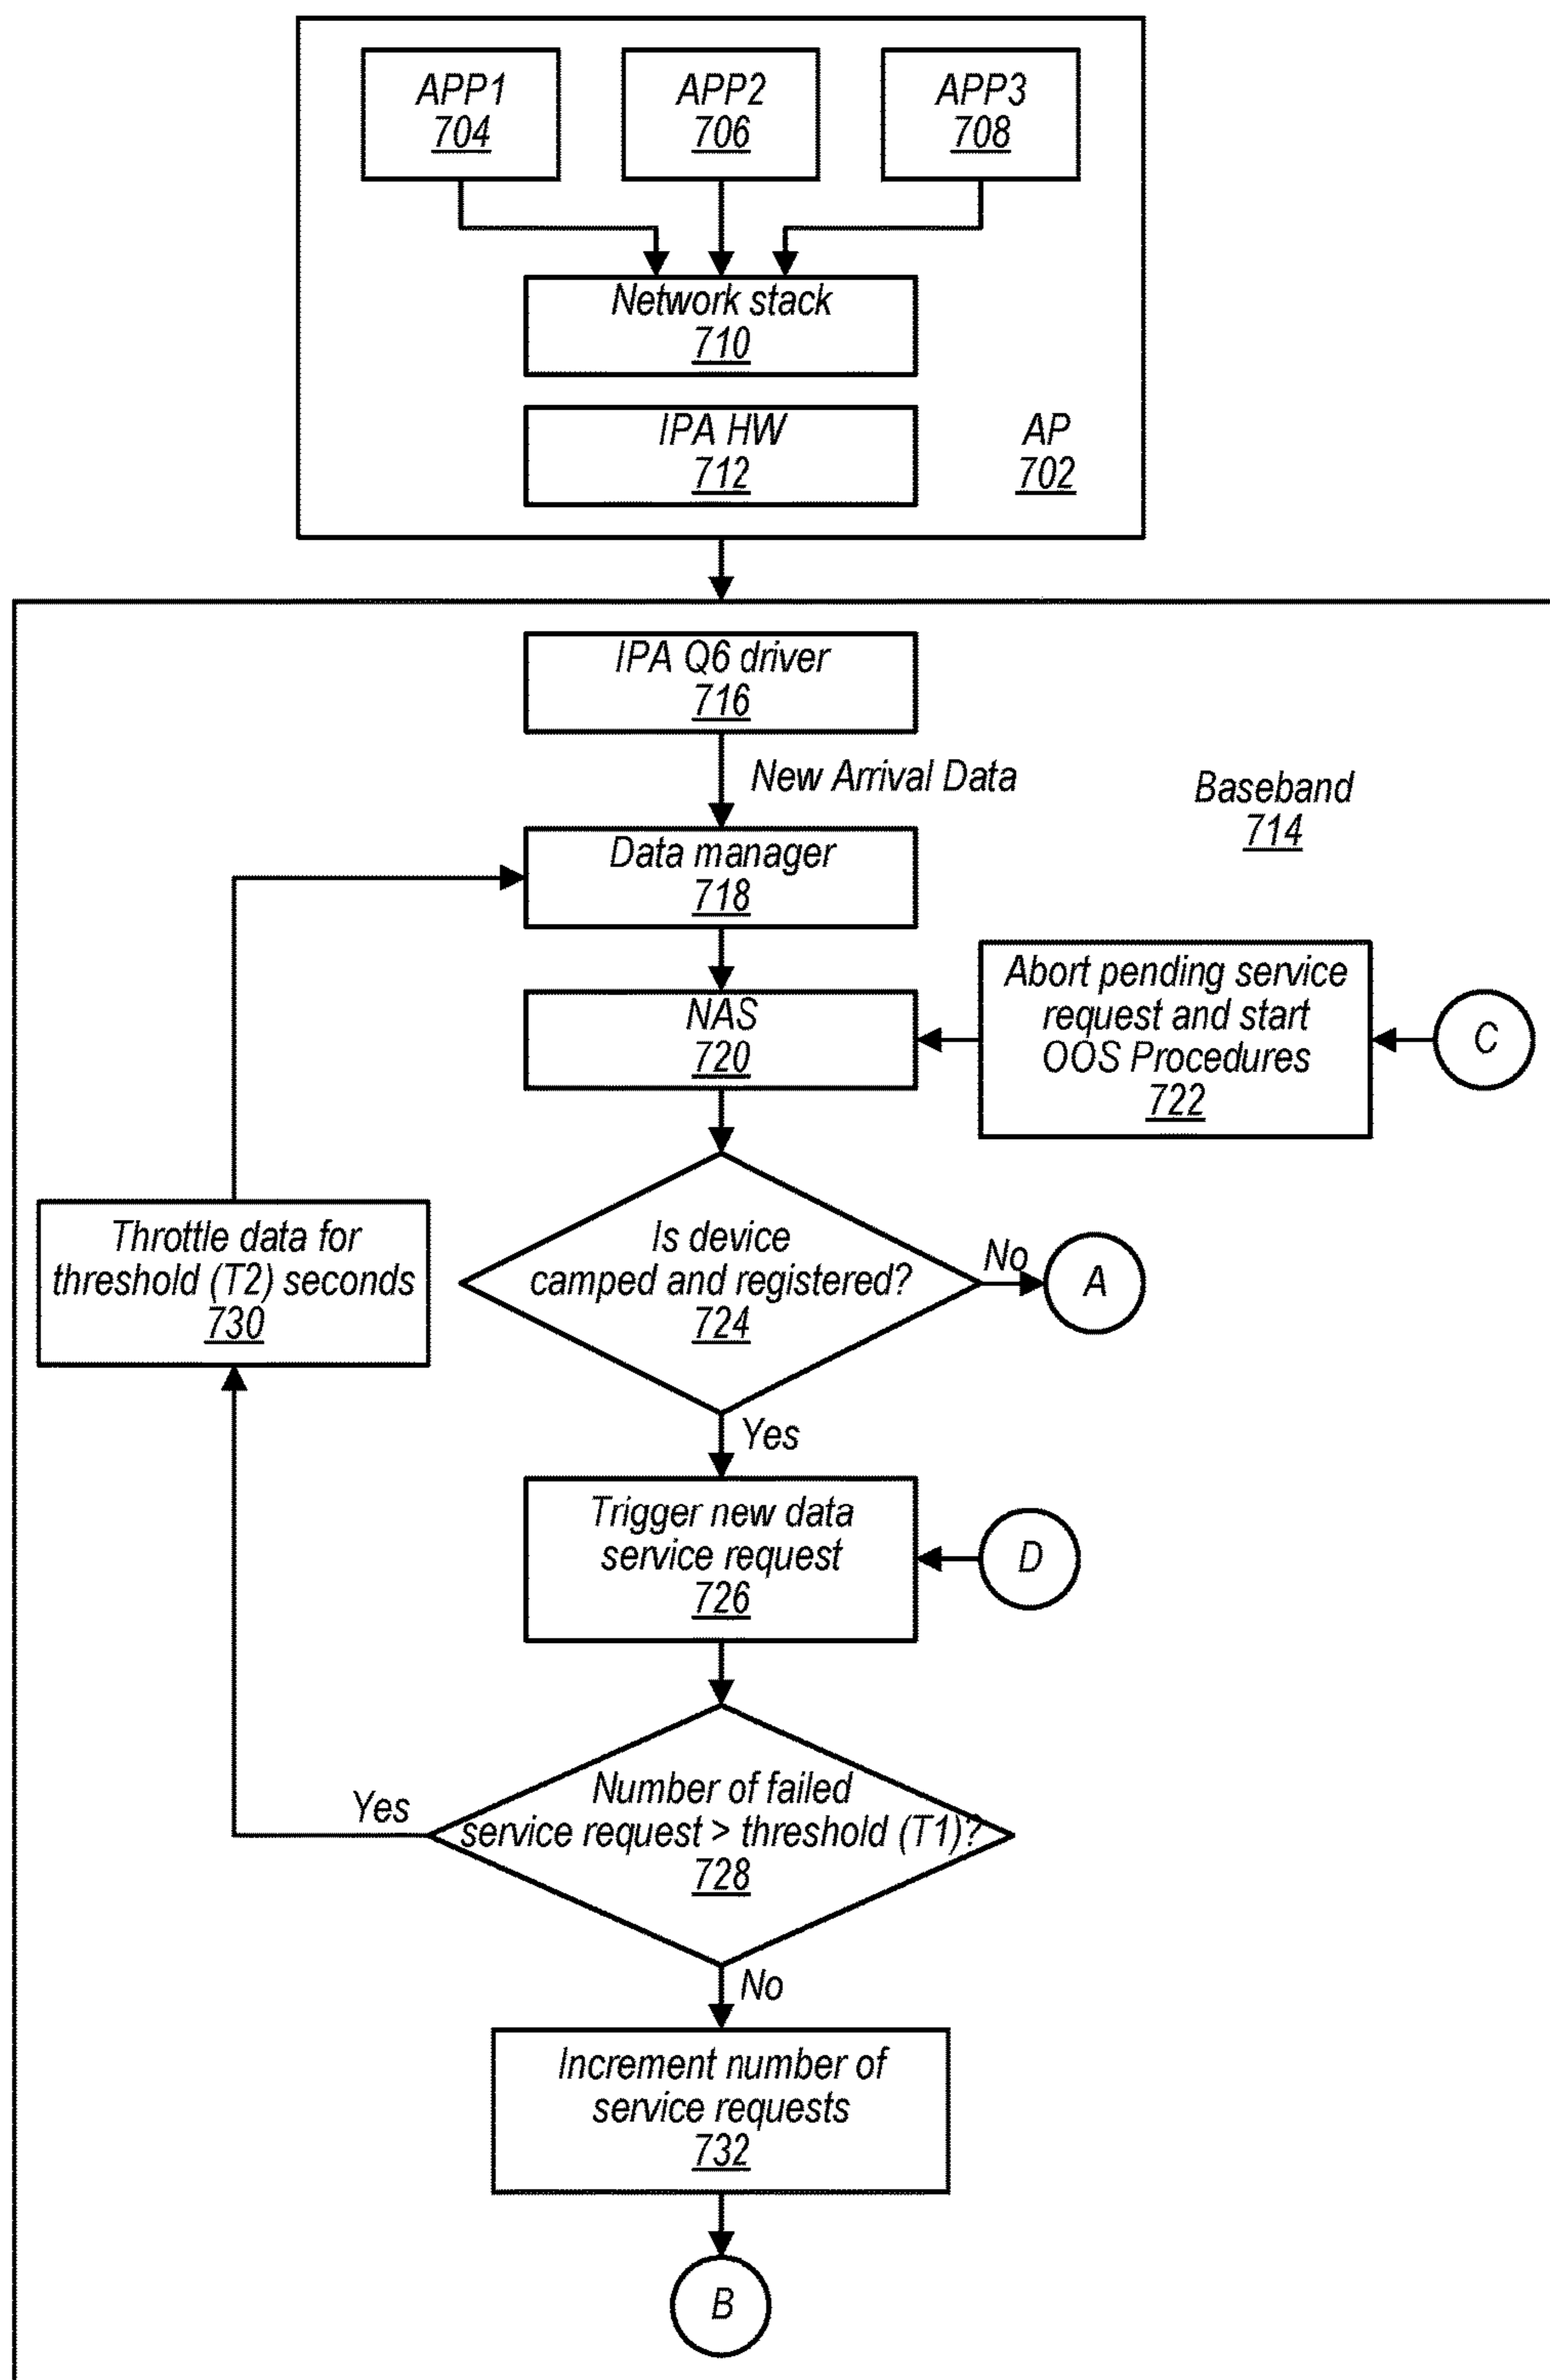 APP1
704
APP2
706
APP3
708
Network stack
710
IPA HW
712
AP
702
IPA Q6 driver
716
New Arrival Data
Baseband
714
Data manager
718
NAS
720
Abort pending service
request and start
OOS Procedures
722
C
Throttle data for
threshold (T2) seconds
730
Is device
camped and registered?
724
No
A
Yes
Trigger new data
service request
726
D
Number of failed
service request > threshold (T1)?
728
Yes
No
Increment number of
service requests
732
B